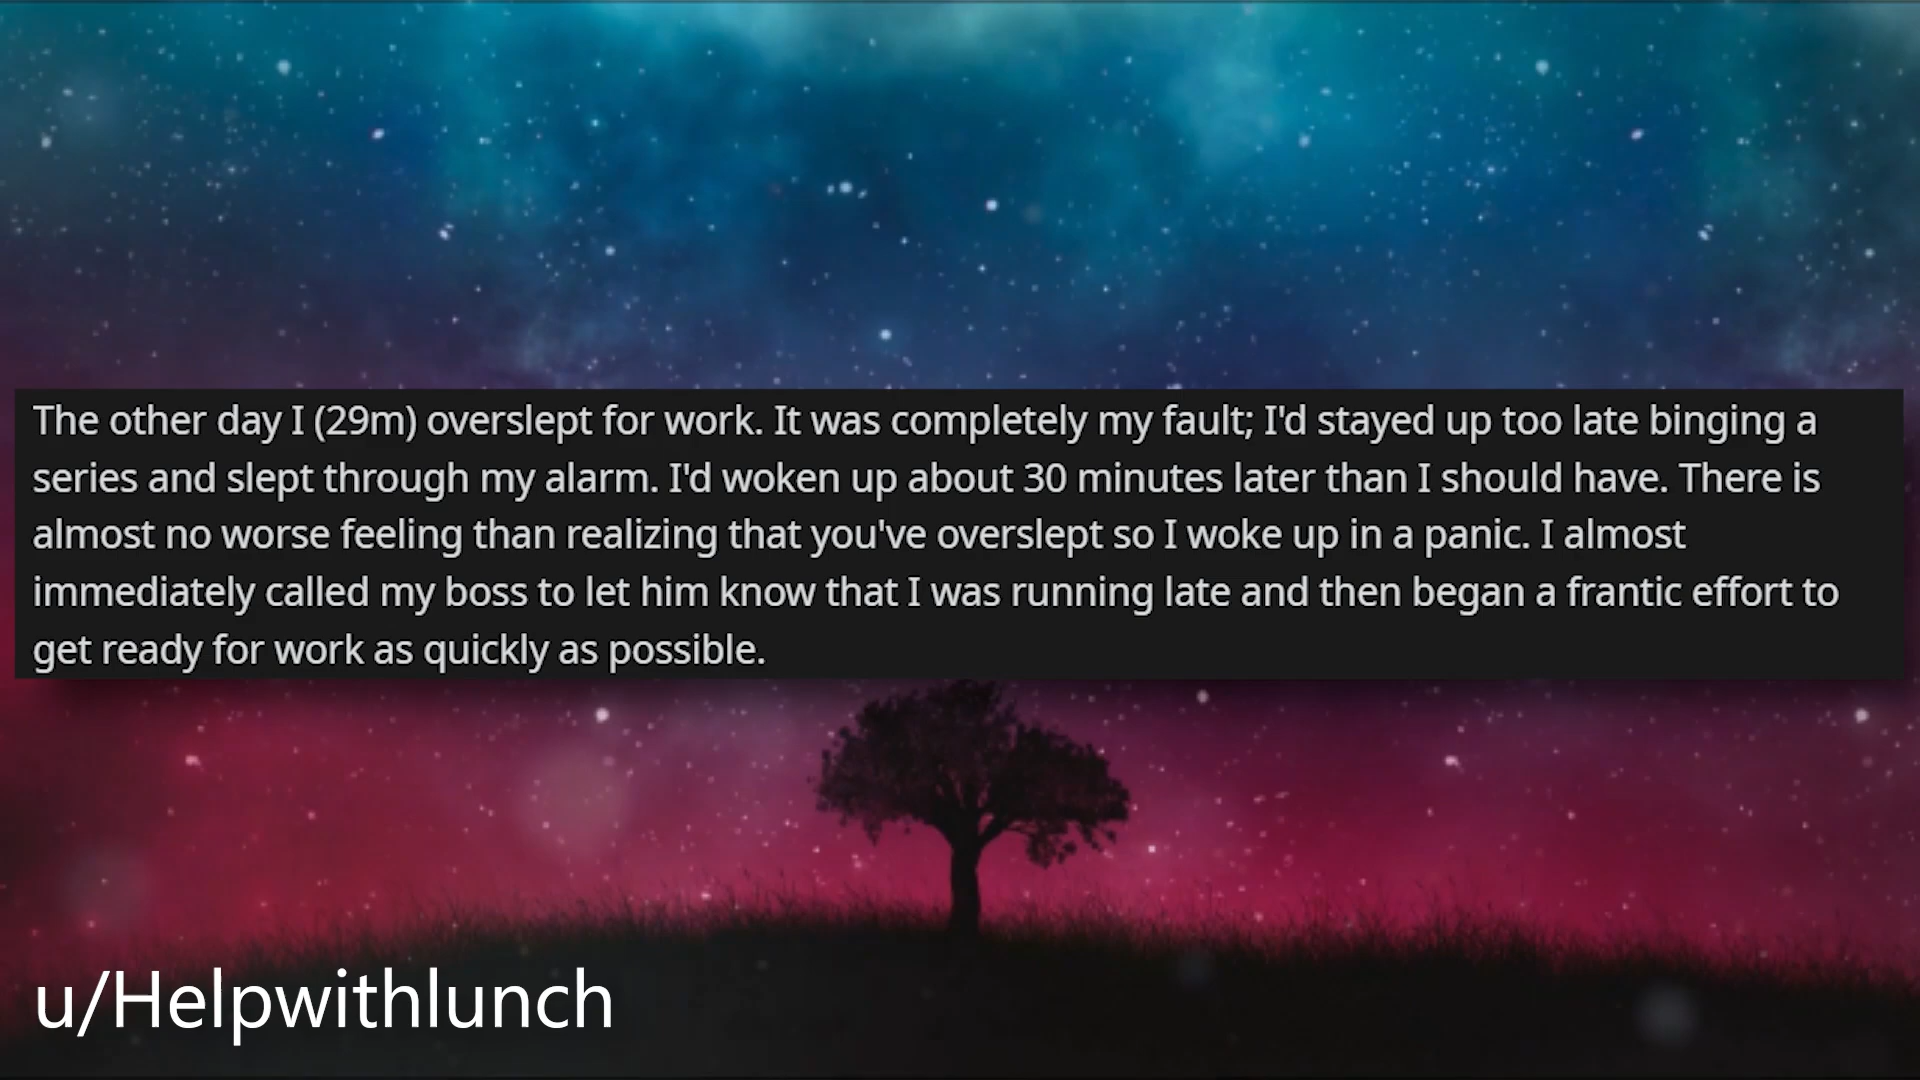 The other day I (29m) overslept for work. It was completely my fault; I'd stayed up too late binging a
series and slept through my alarm. I'd woken up about 30 minutes later than I should have. There is
almost no worse feeling than realizing that you've overslept so I woke up in a panic. I almost
immediately called my boss to let him know that I was running late and then began a frantic effort to
get ready for work as quickly as possible.
u/Helpwithlunch